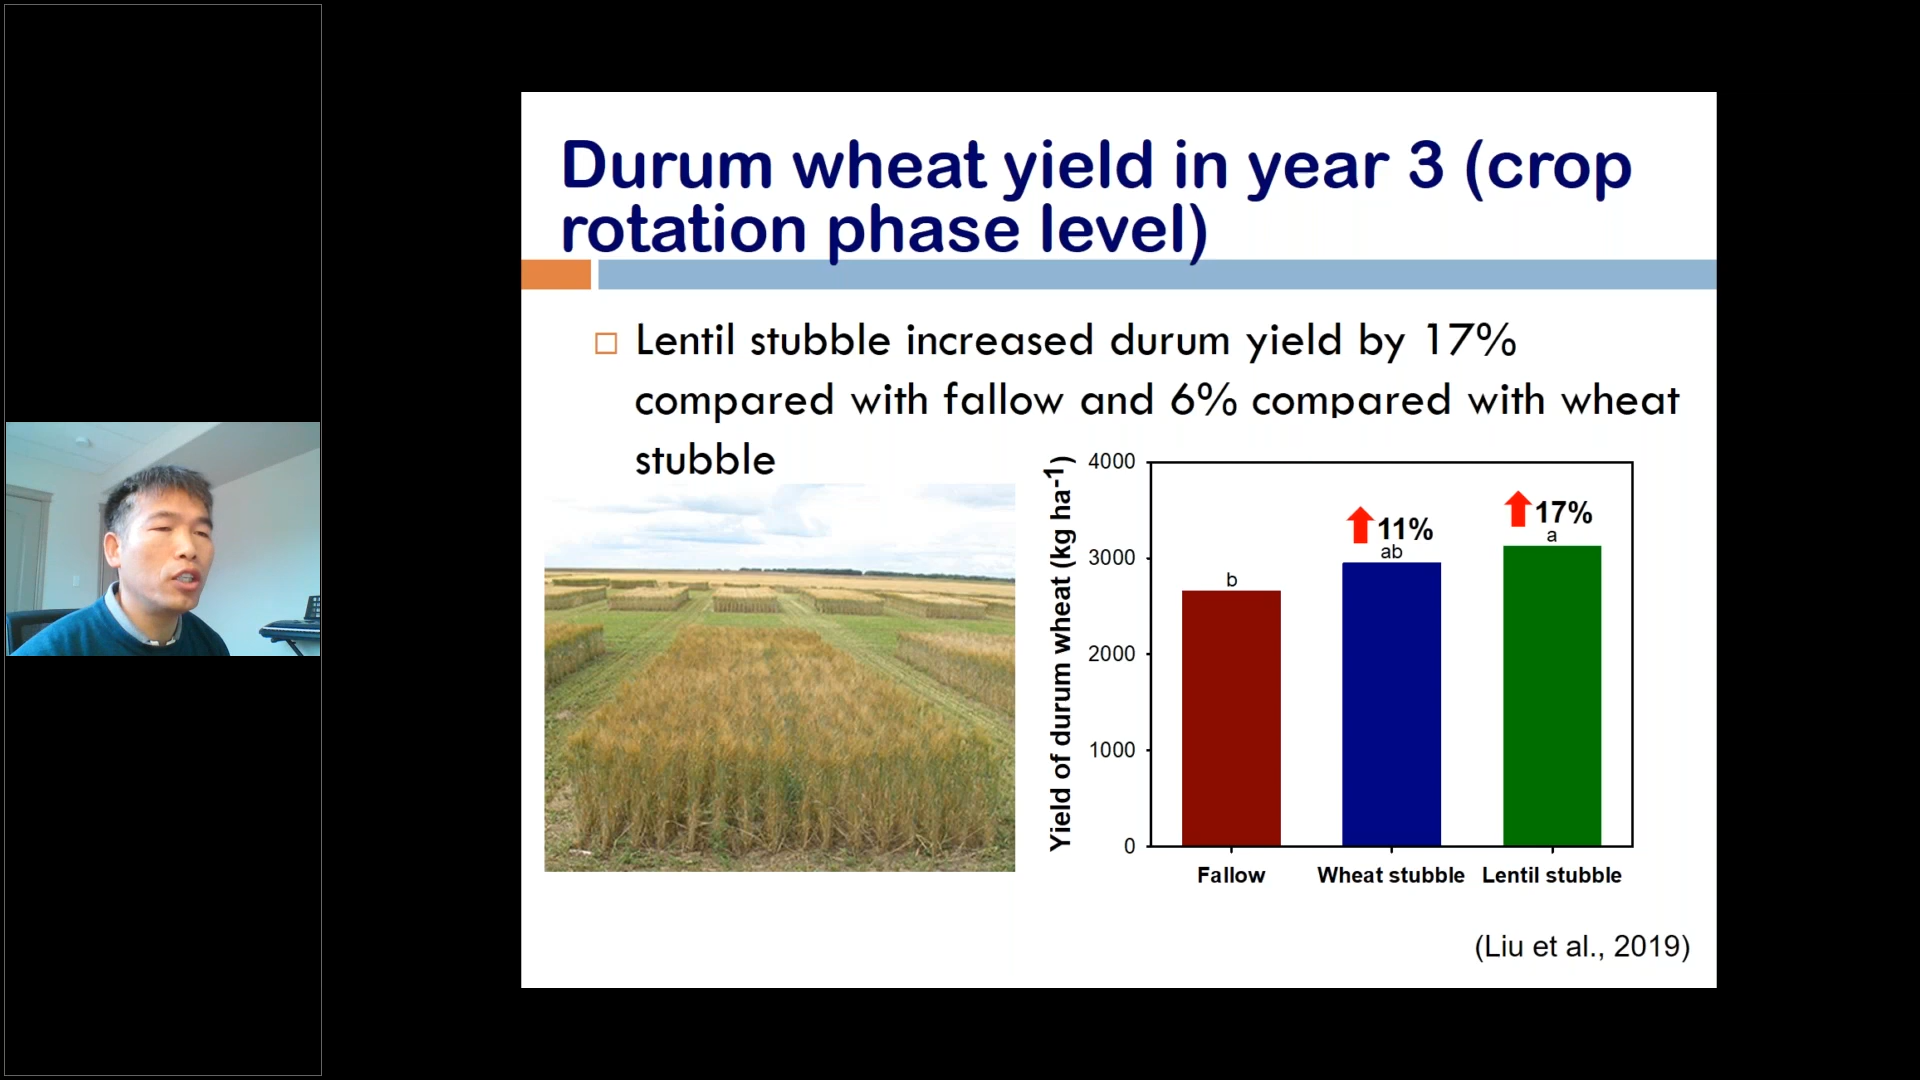 Durum wheat yield in year 3 (crop
rotation phase level)
□ Lentil stubble increased durum yield by 17%
compared with fallow and 6% compared with wheat
stubble
Yield of durum wheat (kg ha⁻¹)
4000
3000
2000
1000
0
b
11%
ab
17%
a
Fallow
Wheat stubble
Lentil stubble
(Liu et al., 2019)